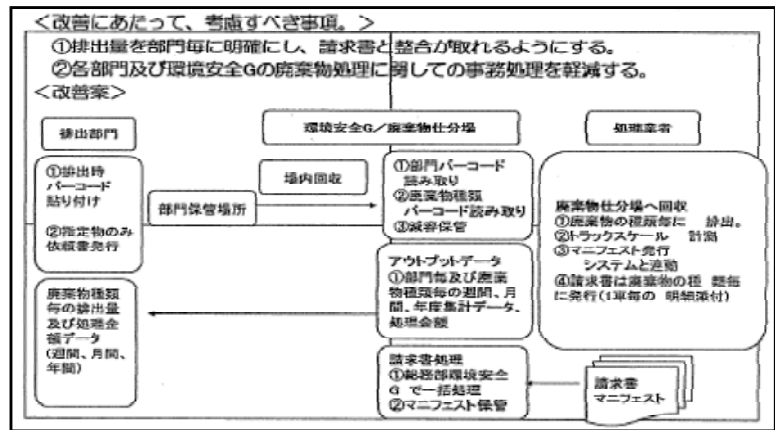 ＜改善にあたって、考慮すべき事項。＞
①排出量を部門毎に明確にし、請求書と整合が取れるようにする。
②各部門及び環境安全Gの廃棄物処理に関しての事務処理を軽減する。
＜改善案＞
排出部門
環境安全G／廃棄物仕分場
処理業者
①排出時
バーコード
貼り付け
②指定物のみ
依頼書発行
部門保管場所
場内回収
①部門バーコード
読み取り
②廃棄物種類
バーコード読み取り
③減容保管
廃棄物仕分場へ回収
①廃棄物の種類毎に 排出。
②トラックスケール 計測
③マニフェスト発行
システムと連動
④請求書は廃棄物の種 類毎
に発行(1車毎の 明細添付)
アウトプットデータ
①部門毎及び廃棄
物種類毎の週間、月
間、年度集計データ、
処理金額
廃棄物種類
毎の排出量
及び処理金
額データ
(週間、月間、
年間)
請求書処理
①総務部環境安全
G で一括処理
②マニフェスト保管
請求書
マニフェスト